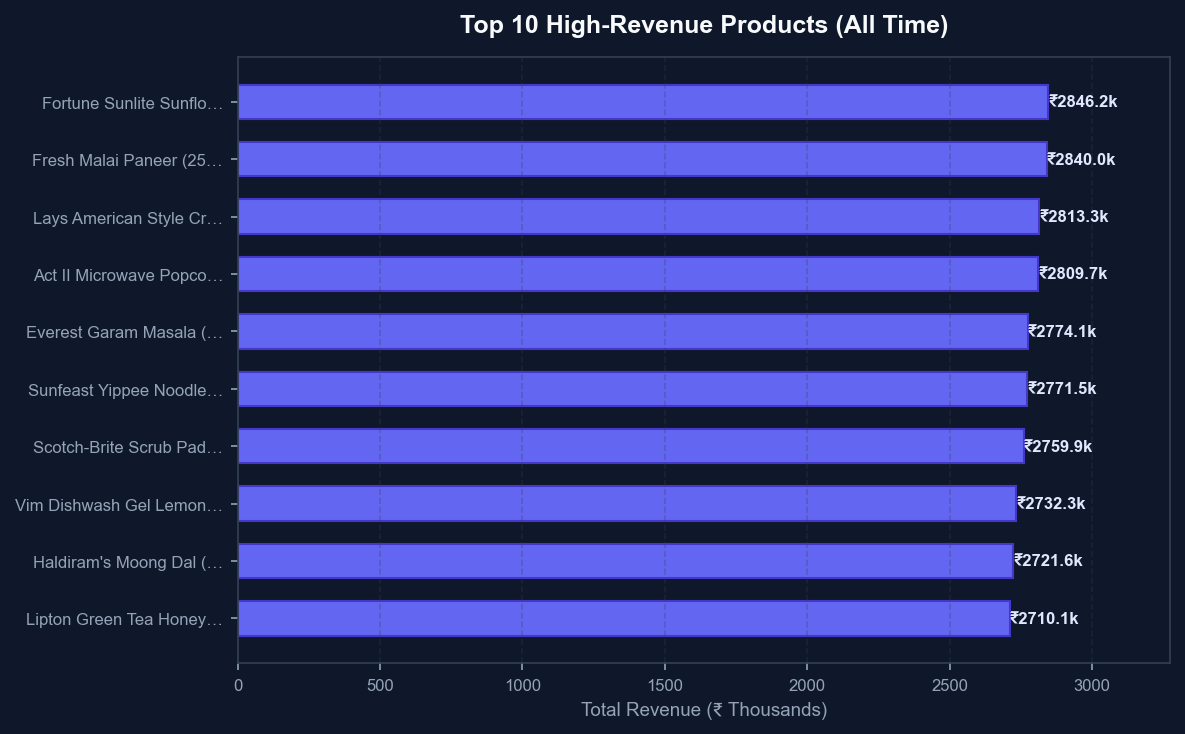 Top 10 High-Revenue Products (All Time)
Fortune Sunlite Sunflo… ₹2846.2k
Fresh Malai Paneer (25… ₹2840.0k
Lays American Style Cr… ₹2813.3k
Act II Microwave Popco… ₹2809.7k
Everest Garam Masala (… ₹2774.1k
Sunfeast Yippee Noodle… ₹2771.5k
Scotch-Brite Scrub Pad… ₹2759.9k
Vim Dishwash Gel Lemon… ₹2732.3k
Haldiram's Moong Dal (… ₹2721.6k
Lipton Green Tea Honey… ₹2710.1k
0 500 1000 1500 2000 2500 3000
Total Revenue (₹ Thousands)